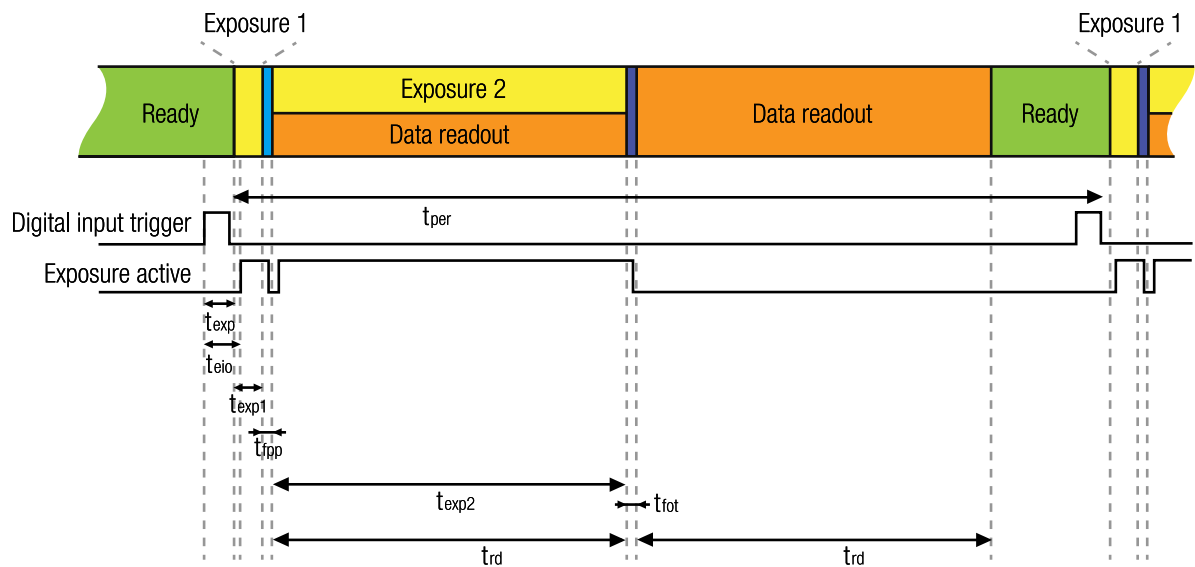 Exposure 1
Exposure 1
Ready
Exposure 2
Data readout
Data readout
Ready
tper
Digital input trigger
Exposure active
texp
teio
texp1
tfpp
texp2
tfot
trd
trd